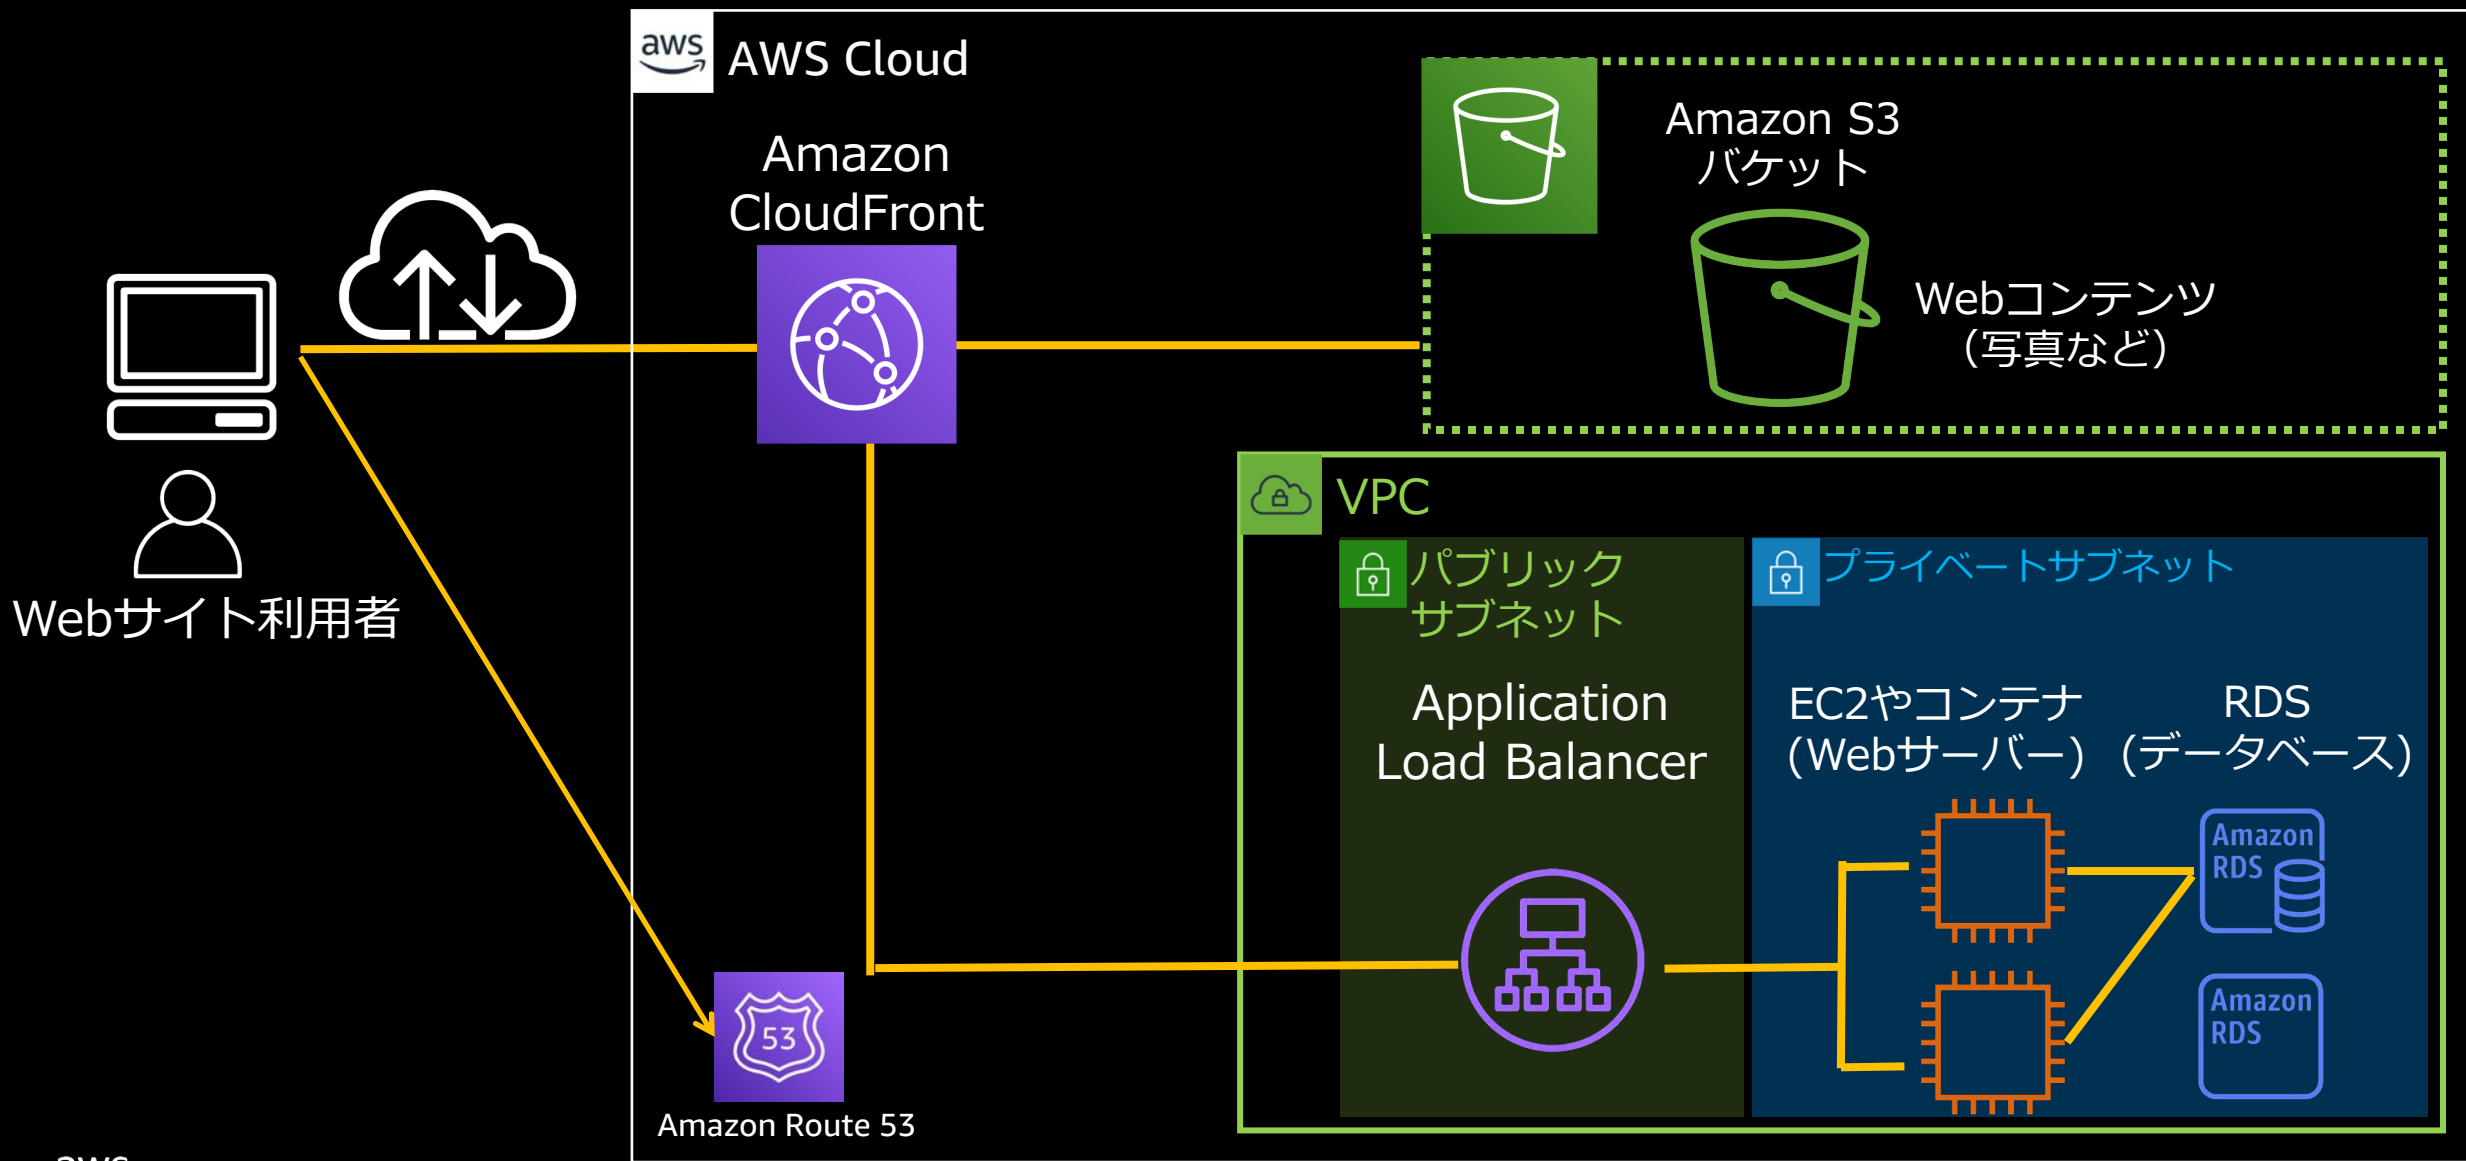 aws
AWS Cloud
Amazon
CloudFront
Amazon S3
バケット
Webコンテンツ
（写真など）
Webサイト利用者
VPC
パブリック
サブネット
プライベートサブネット
Application
Load Balancer
EC2やコンテナ
(Webサーバー)
RDS
(データベース)
Amazon
RDS
Amazon
RDS
53
Amazon Route 53
aws